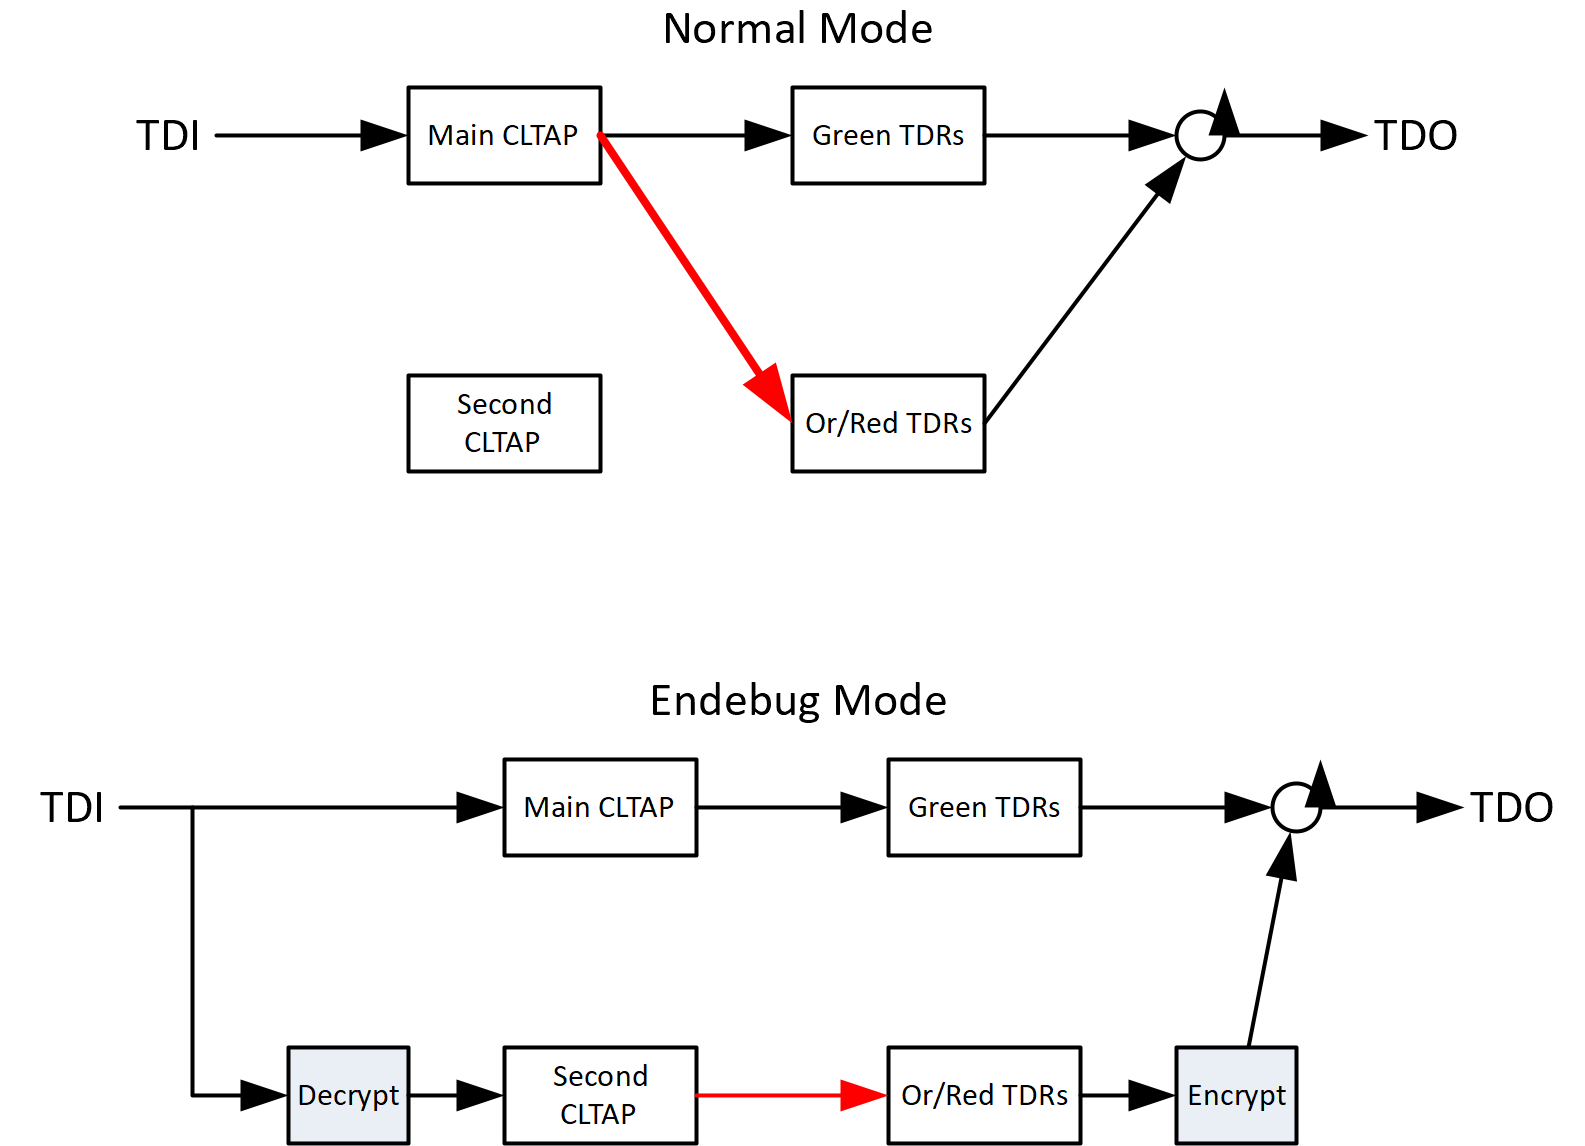 Normal Mode
TDI
Main CLTAP
Green TDRs
TDO
Second
CLTAP
Or/Red TDRs
Endebug Mode
TDI
Main CLTAP
Green TDRs
TDO
Decrypt
Second
CLTAP
Or/Red TDRs
Encrypt